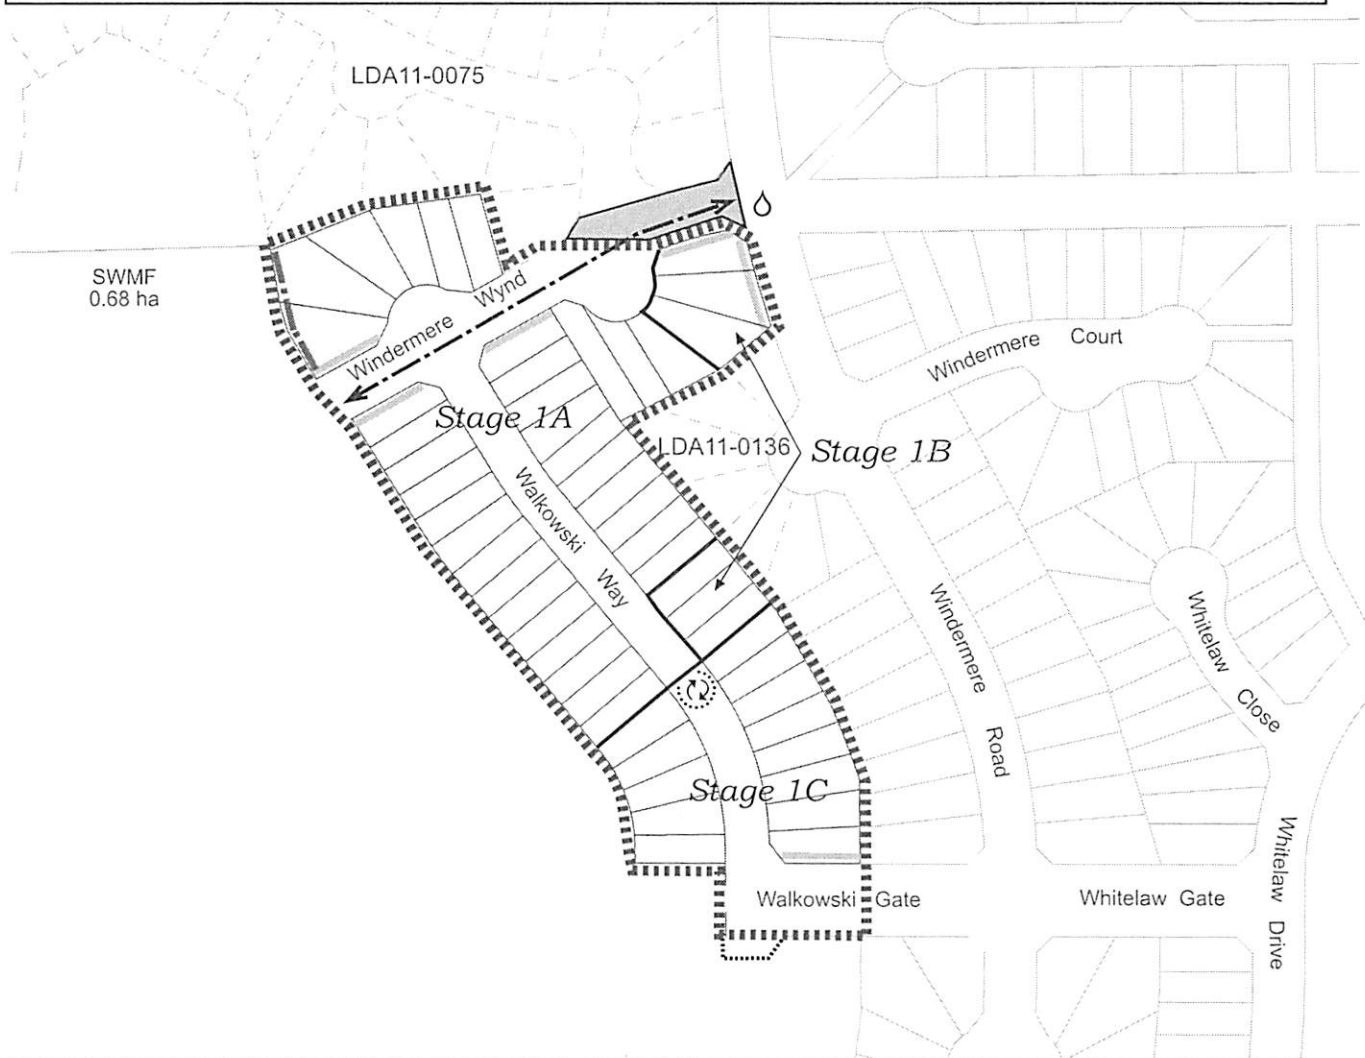 LDA11-0075
SWMF
0.68 ha
Windermere Wynd
Windermere Court
Stage 1A
LDA11-0136
Stage 1B
Walkowski Way
Windermere Road
Whitelaw Close
Stage 1C
Walkowski Gate
Whitelaw Gate
Whitelaw Drive